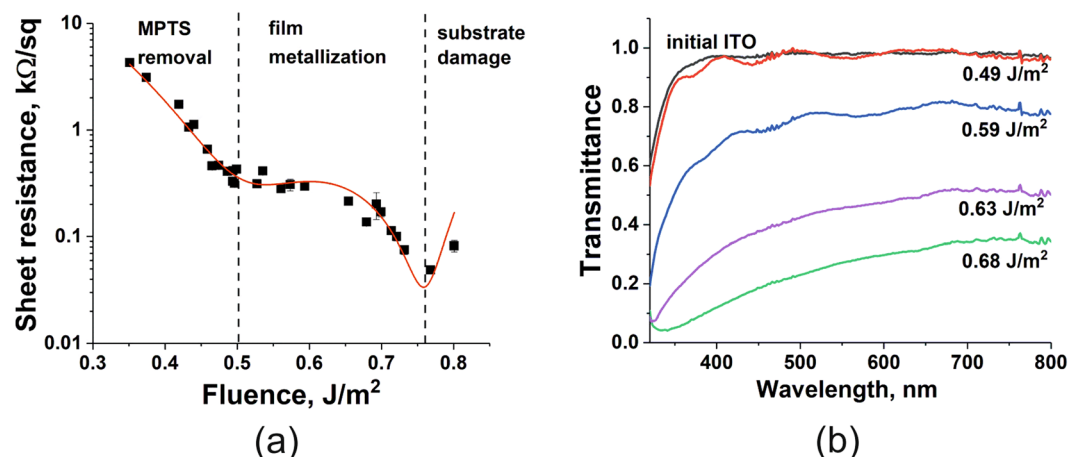 MPTS
removal
film
metallization
substrate
damage
Sheet resistance, kΩ/sq
10
1
0.1
0.01
0.3
0.4
0.5
0.6
0.7
0.8
Fluence, J/m²
(a)
initial ITO
0.49 J/m²
0.59 J/m²
0.63 J/m²
0.68 J/m²
Transmittance
1.0
0.8
0.6
0.4
0.2
0.0
400
500
600
700
800
Wavelength, nm
(b)